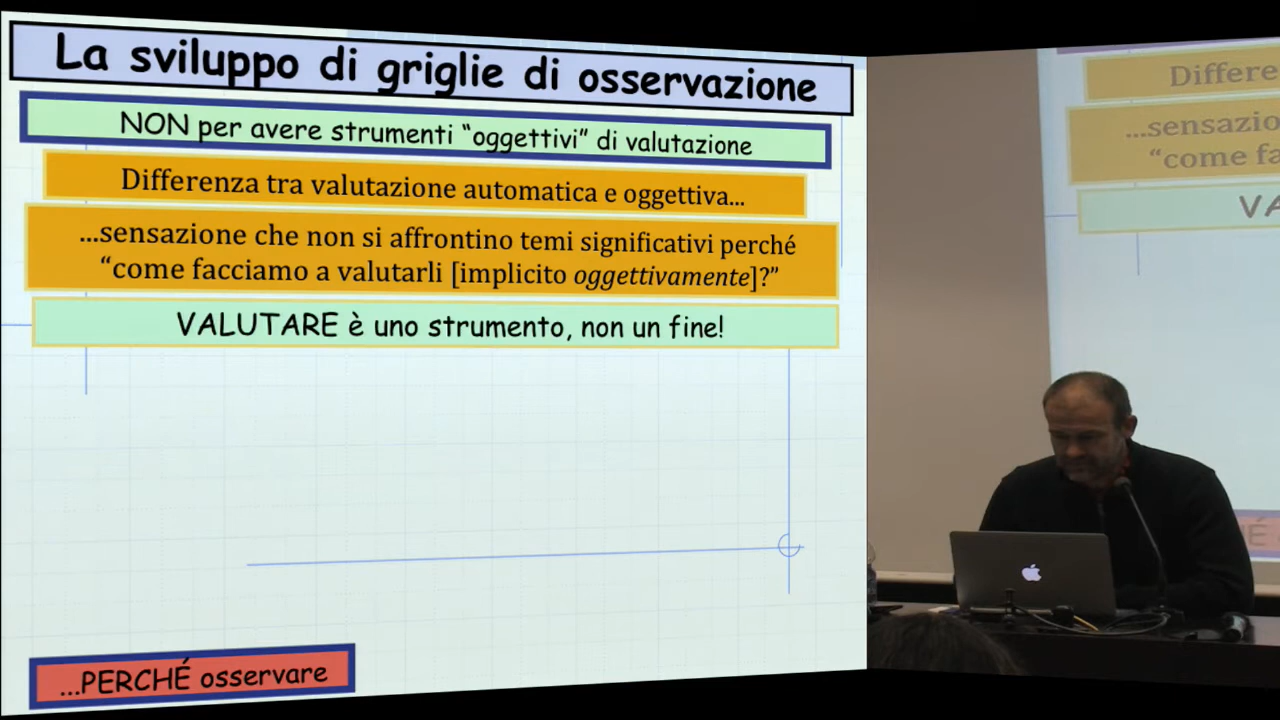 La sviluppo di griglie di osservazione
NON per avere strumenti “oggettivi” di valutazione
Differenza tra valutazione automatica e oggettiva...
...sensazione che non si affrontino temi significativi perché
“come facciamo a valutarli [implicito oggettivamente]?”
VALUTARE è uno strumento, non un fine!
...PERCHÉ osservare
Differe
...sensazio
“come fa
VA